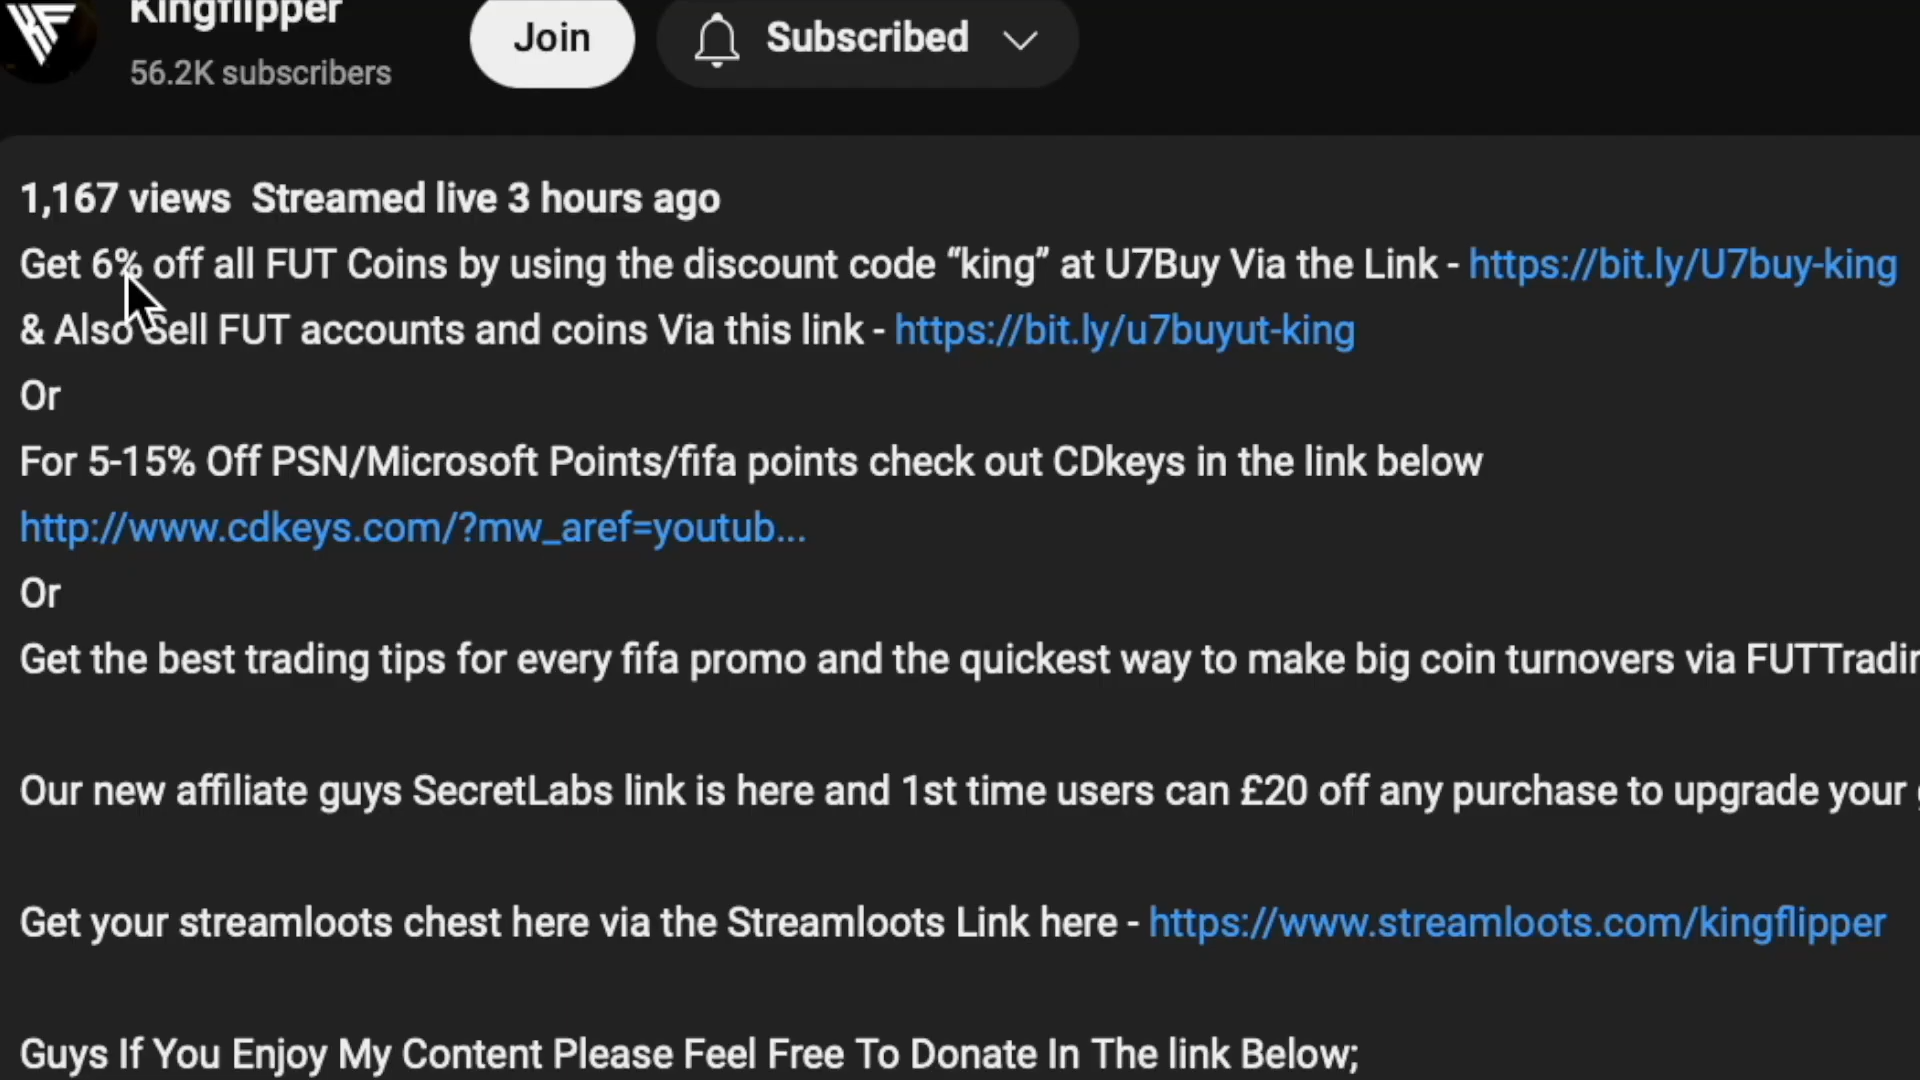 Kingflipper
56.2K subscribers
Join
Subscribed
1,167 views Streamed live 3 hours ago
Get 6% off all FUT Coins by using the discount code “king” at U7Buy Via the Link - https://bit.ly/U7buy-king
& Also Sell FUT accounts and coins Via this link - https://bit.ly/u7buyut-king
Or
For 5-15% Off PSN/Microsoft Points/fifa points check out CDkeys in the link below
http://www.cdkeys.com/?mw_aref=youtub...
Or
Get the best trading tips for every fifa promo and the quickest way to make big coin turnovers via
Our new affiliate guys SecretLabs link is here and 1st time users can £20 off any purchase to upgrade your
Get your streamloots chest here via the Streamloots Link here - https://www.streamloots.com/kingflipper
Guys If You Enjoy My Content Please Feel Free To Donate In The link Below;